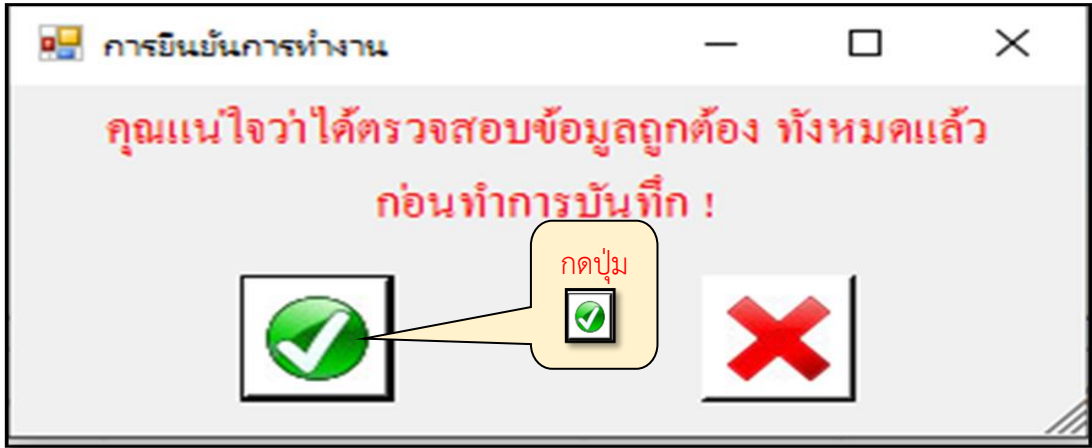 การยืนยันการทำงาน
คุณแน่ใจว่าได้ตรวจสอบข้อมูลถูกต้อง ทั้งหมดแล้ว
ก่อนทำการบันทึก !
กดปุ่ม